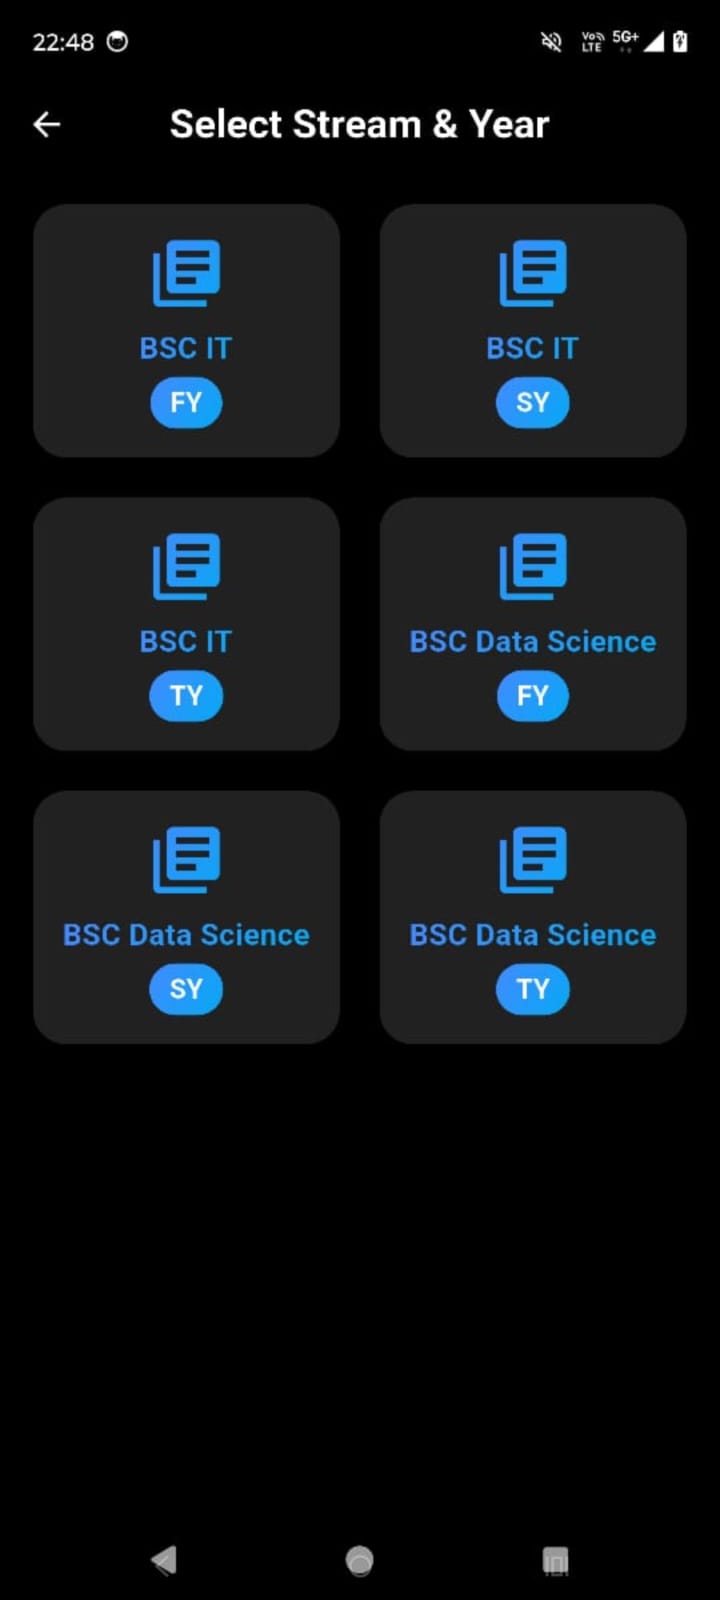 22:48
Vo LTE 5G+
Select Stream & Year
BSC IT
FY
BSC IT
SY
BSC IT
TY
BSC Data Science
FY
BSC Data Science
SY
BSC Data Science
TY